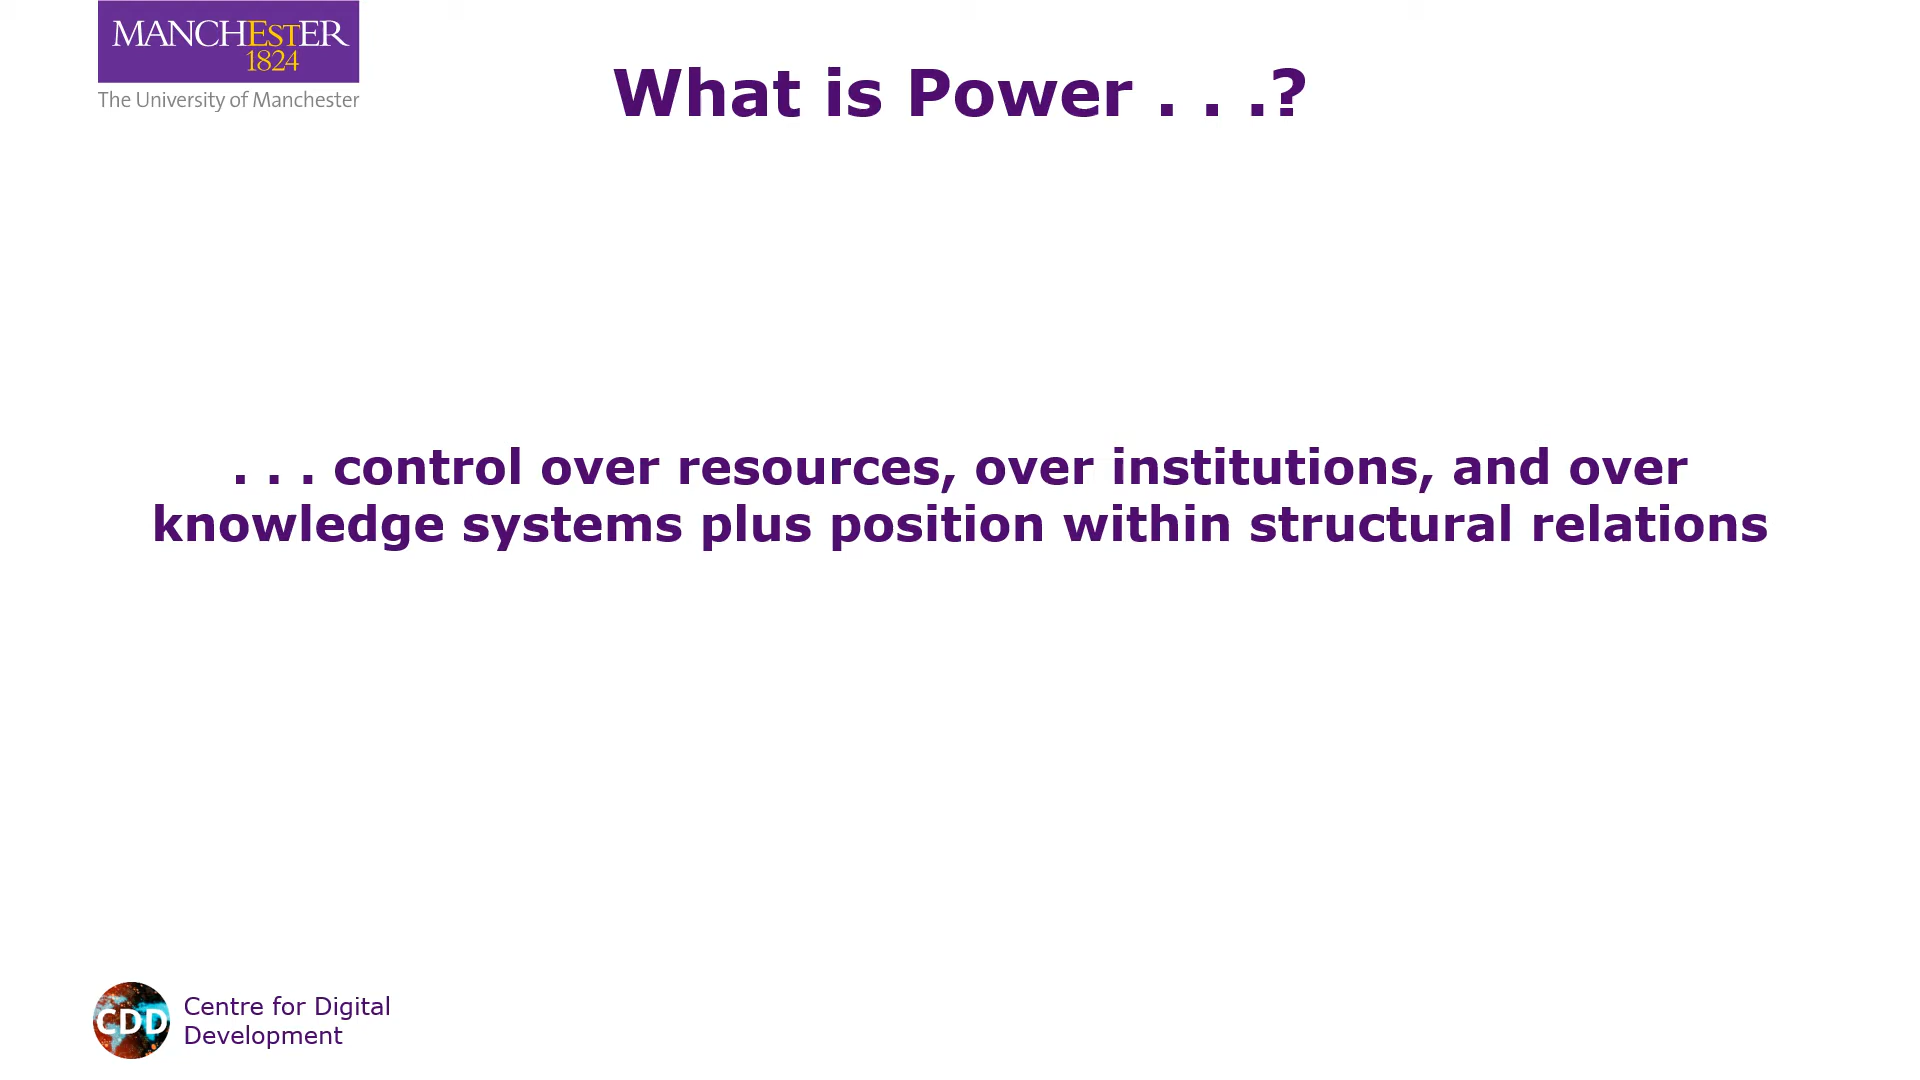 MANCHEsTER
1824
The University of Manchester
What is Power . . .?
. . . control over resources, over institutions, and over
knowledge systems plus position within structural relations
CDD
Centre for Digital
Development